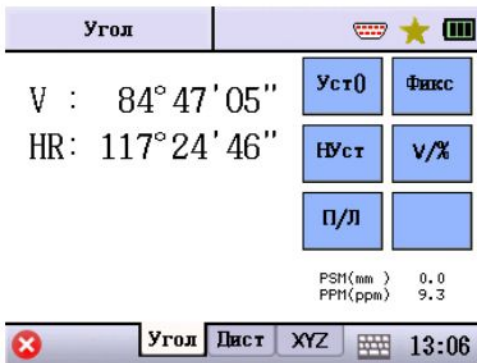 Угол
V : 84°47'05"
HR: 117°24'46"
Уст0 Фикс
НУст V/%
П/Л
PSM(mm ) 0.0
PPM(ppm) 9.3
Угол Дист XYZ 13:06